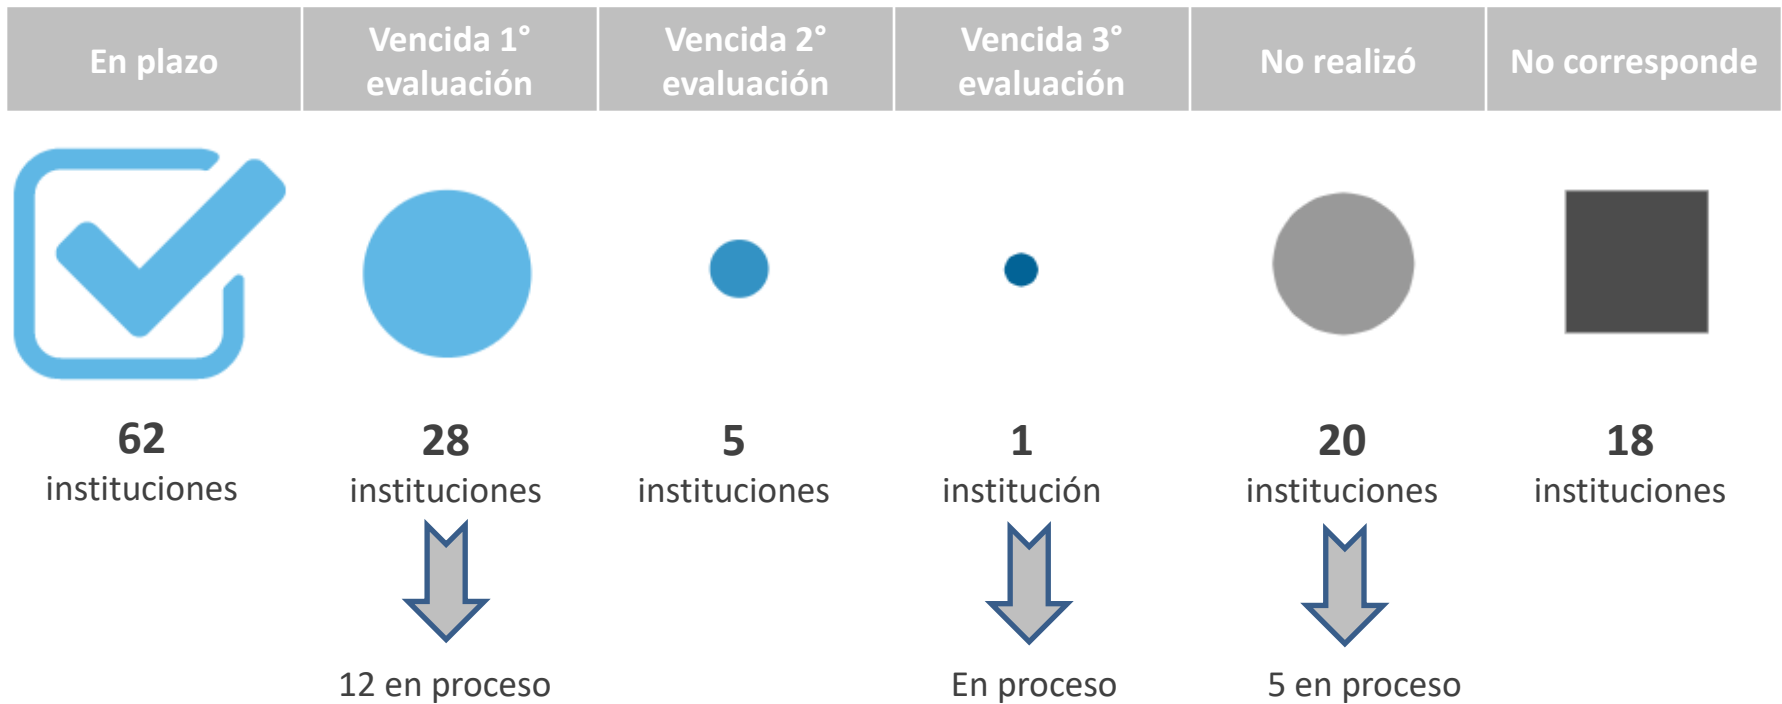 En plazo
Vencida 1°
evaluación
Vencida 2°
evaluación
Vencida 3°
evaluación
No realizó
No corresponde
62
instituciones
28
instituciones
5
instituciones
1
institución
20
instituciones
18
instituciones
12 en proceso
En proceso
5 en proceso